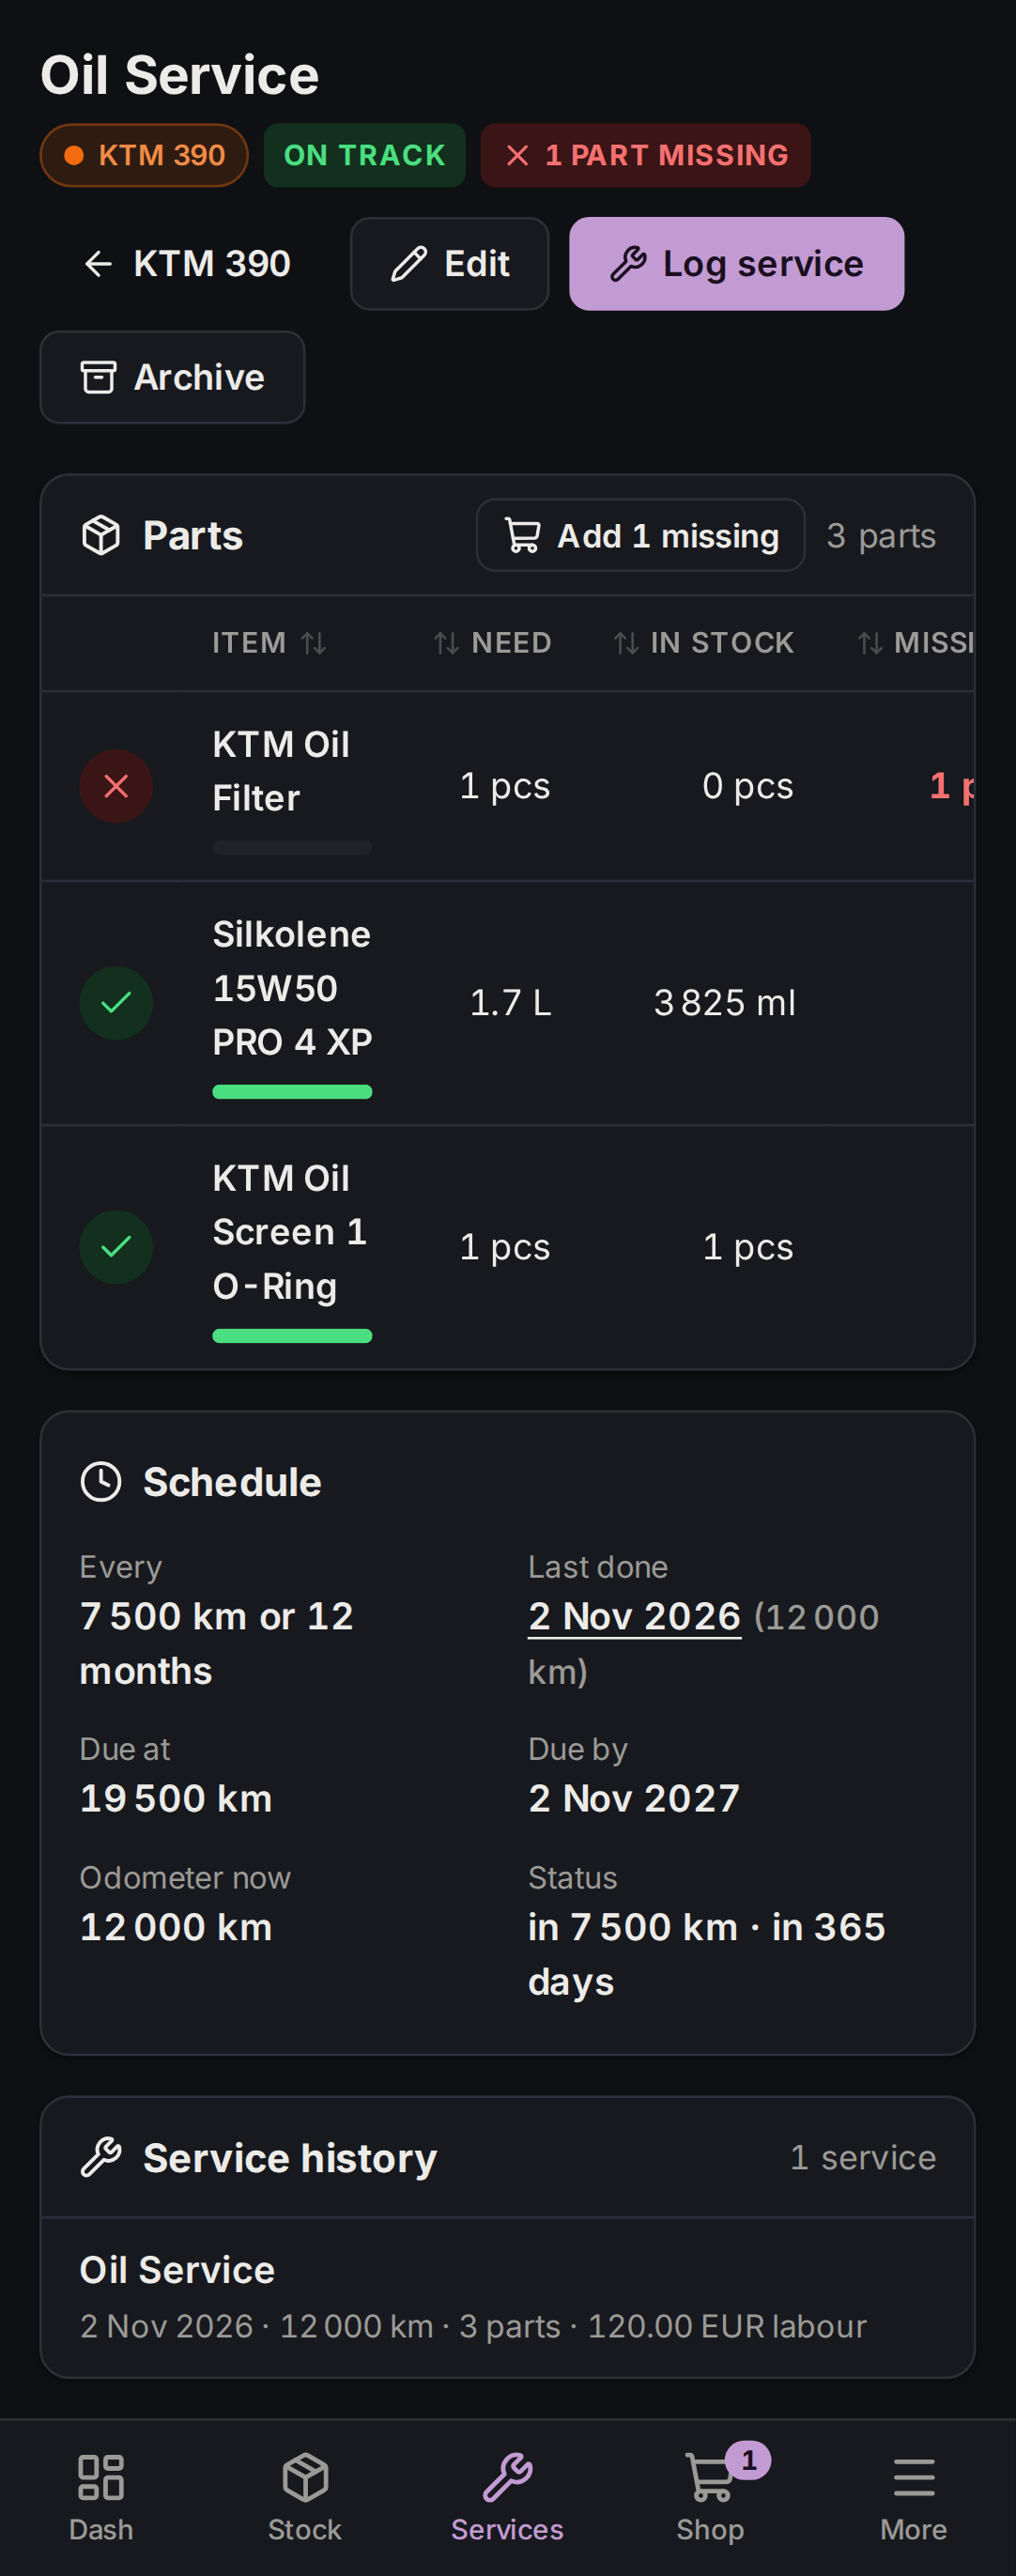 Oil Service
KTM 390 ON TRACK 1 PART MISSING
KTM 390 Edit Log service
Archive
Parts Add 1 missing 3 parts
ITEM NEED IN STOCK MISSI
KTM Oil
Filter
1 pcs 0 pcs 1 p
Silkolene
15W50
PRO 4 XP
1.7 L 3 825 ml
KTM Oil
Screen 1
O-Ring
1 pcs 1 pcs
Schedule
Every
7 500 km or 12
months
Last done
2 Nov 2026 (12 000
km)
Due at
19 500 km
Due by
2 Nov 2027
Odometer now
12 000 km
Status
in 7 500 km · in 365
days
Service history 1 service
Oil Service
2 Nov 2026 · 12 000 km · 3 parts · 120.00 EUR labour
1
Dash Stock Services Shop More